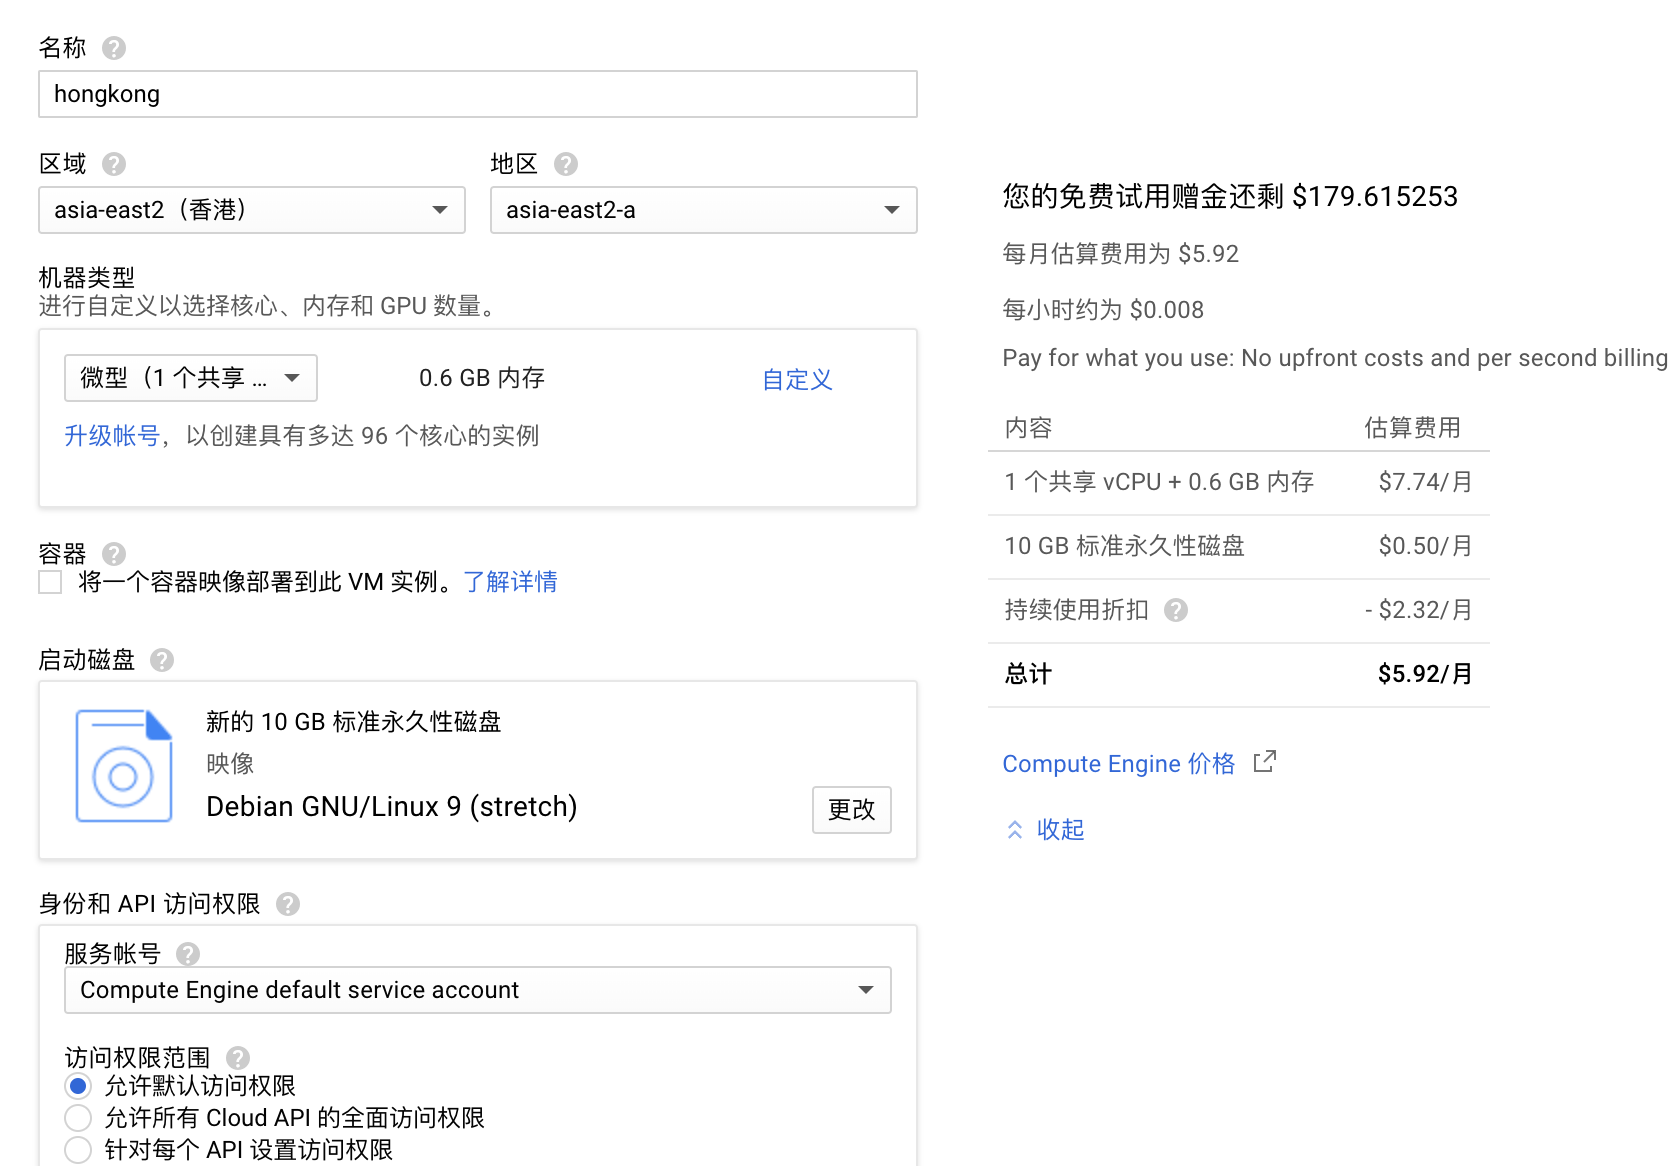 名称
hongkong
区域
地区
asia-east2（香港）
asia-east2-a
机器类型
进行自定义以选择核心、内存和 GPU 数量。
微型（1 个共享 ...
0.6 GB 内存
自定义
升级帐号，以创建具有多达 96 个核心的实例
容器
将一个容器映像部署到此 VM 实例。了解详情
启动磁盘
新的 10 GB 标准永久性磁盘
映像
Debian GNU/Linux 9 (stretch)
更改
身份和 API 访问权限
服务帐号
Compute Engine default service account
访问权限范围
允许默认访问权限
允许所有 Cloud API 的全面访问权限
针对每个 API 设置访问权限
您的免费试用赠金还剩 $179.615253
每月估算费用为 $5.92
每小时约为 $0.008
Pay for what you use: No upfront costs and per second billing
内容 估算费用
1 个共享 vCPU + 0.6 GB 内存 $7.74/月
10 GB 标准永久性磁盘 $0.50/月
持续使用折扣 - $2.32/月
总计 $5.92/月
Compute Engine 价格
收起